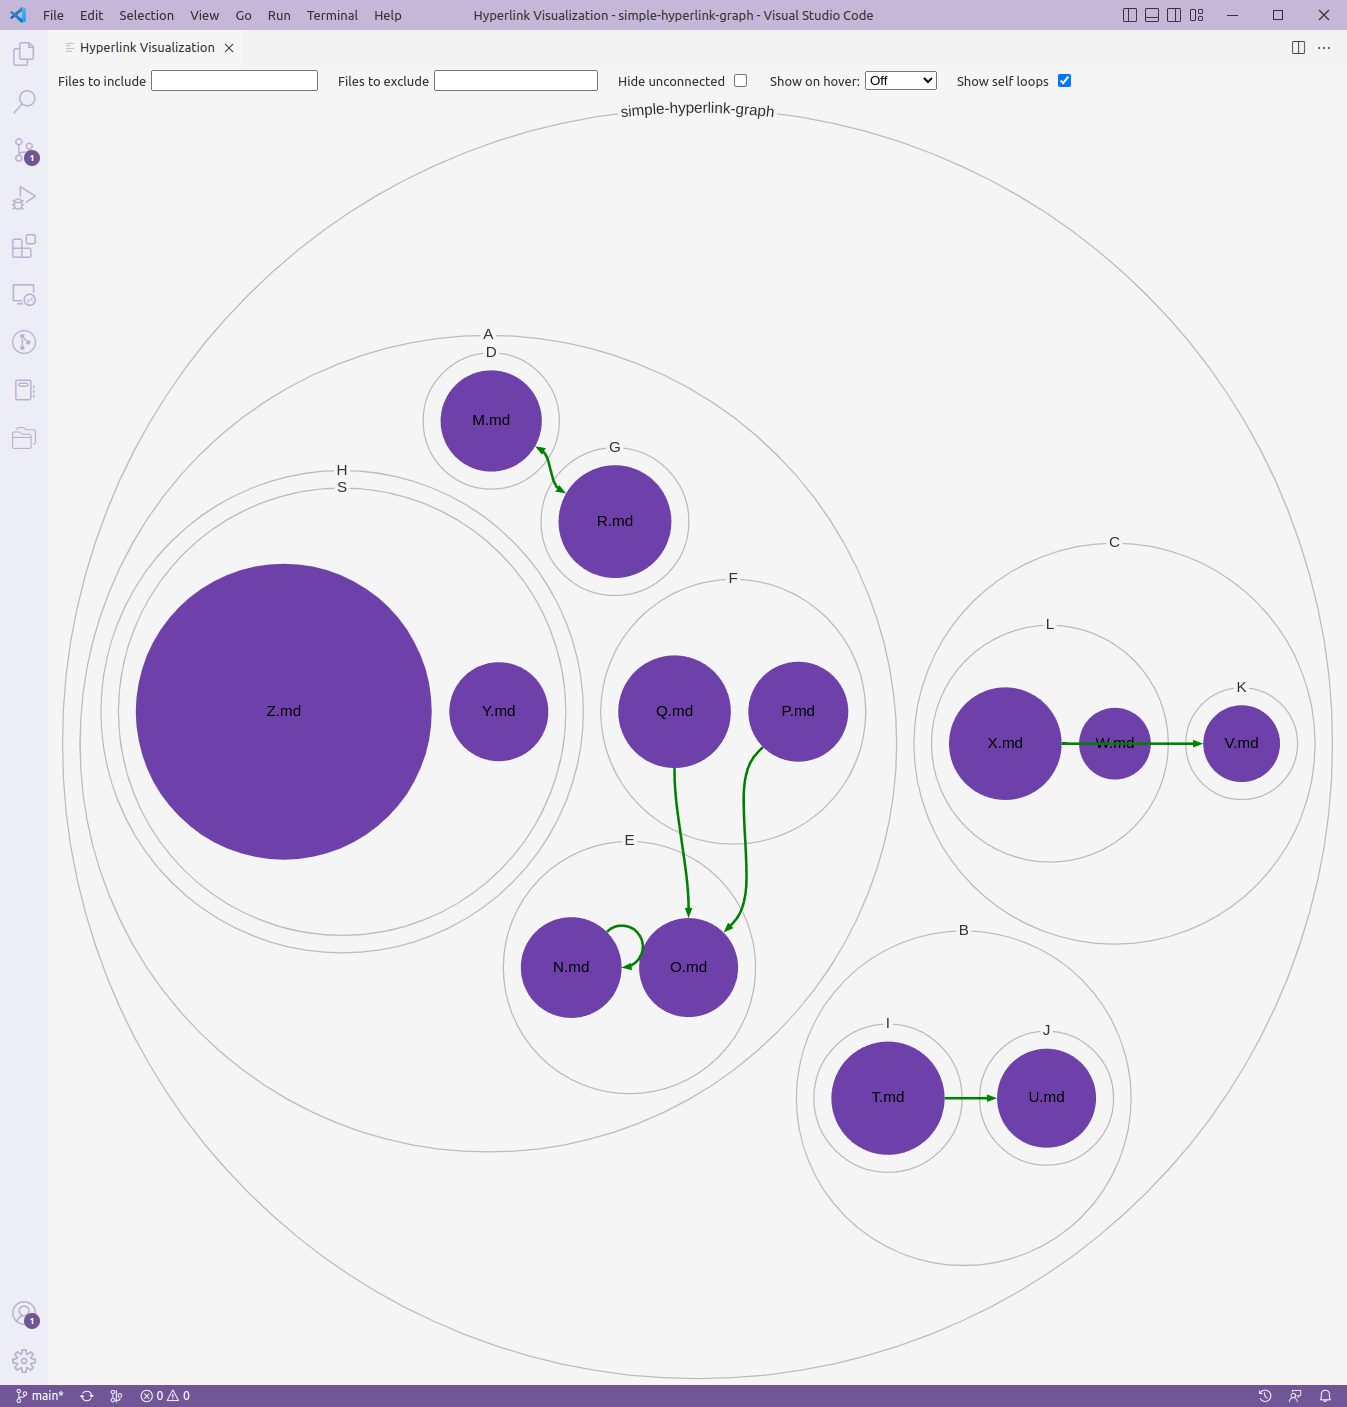 File Edit Selection View Go Run Terminal Help Hyperlink Visualization - simple-hyperlink-graph - Visual Studio Code
Hyperlink Visualization
Files to include Files to exclude Hide unconnected Show on hover: Off Show self loops
simple-hyperlink-graph
A
D
M.md
G
H
S
R.md
C
F
L
K
Z.md Y.md Q.md P.md
X.md W.md V.md
E
B
N.md O.md
I
J
T.md U.md
1
1
main* 0 0